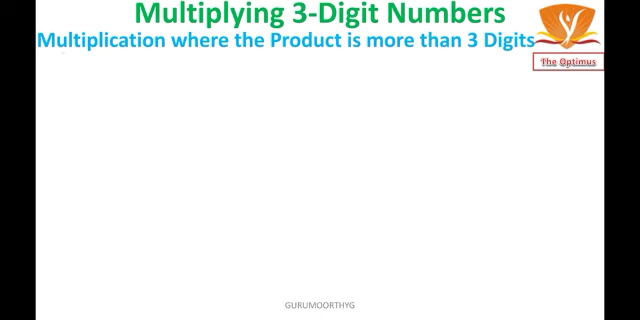 Multiplying 3-Digit Numbers
Multiplication where the Product is more than 3 Digits
The Optimus
GURUMOORTHYG